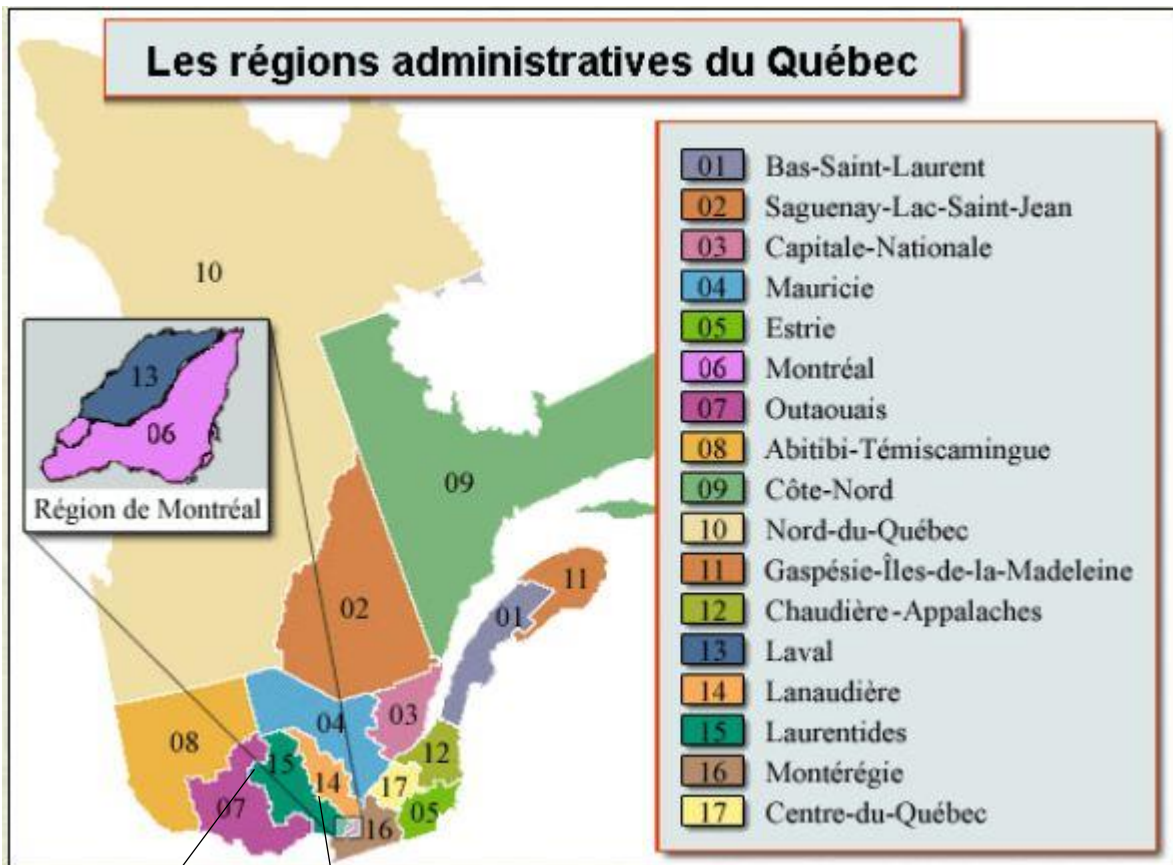 Les régions administratives du Québec
01 Bas-Saint-Laurent
02 Saguenay-Lac-Saint-Jean
03 Capitale-Nationale
04 Mauricie
05 Estrie
06 Montréal
07 Outaouais
08 Abitibi-Témiscamingue
09 Côte-Nord
10 Nord-du-Québec
11 Gaspésie-Îles-de-la-Madeleine
12 Chaudière-Appalaches
13 Laval
14 Lanaudière
15 Laurentides
16 Montérégie
17 Centre-du-Québec
10
13
06
Région de Montréal
09
11
02
01
04
03
08
12
15
14
17
07
05
16